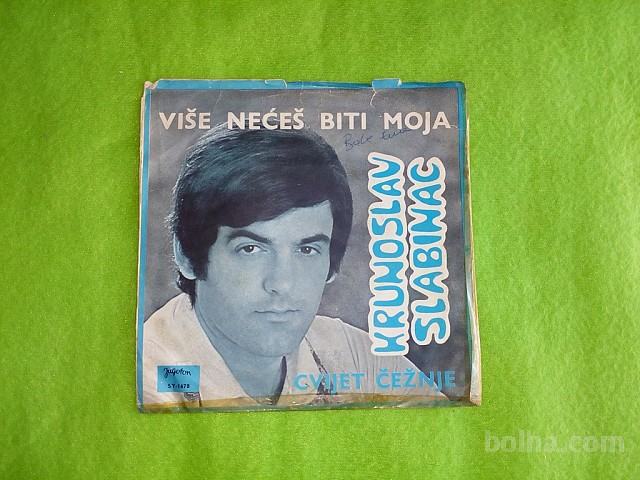 VIŠE NEĆEŠ BITI MOJA
KRUNOSLAV
SLABINAC
CVIJET ČEŽNJE
Jugoton
SY-1678
bolha.com